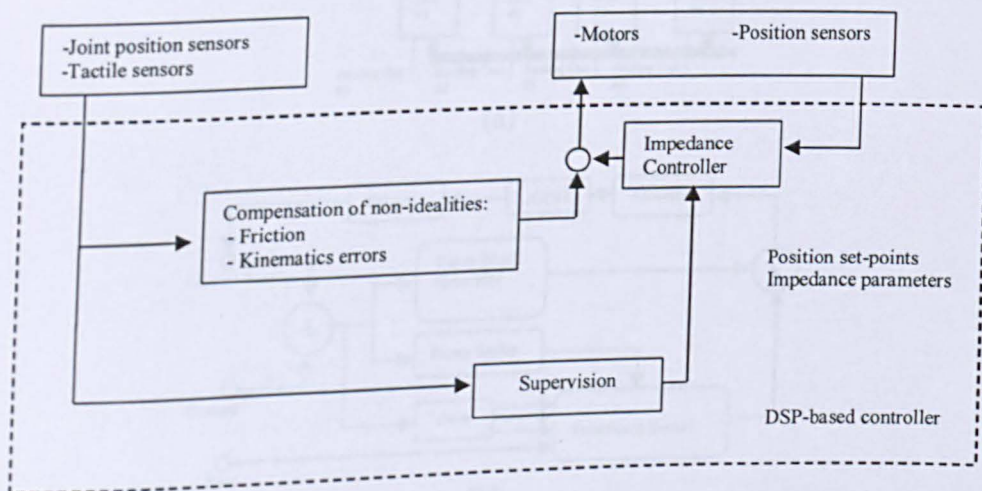 -Joint position sensors
-Tactile sensors
-Motors -Position sensors
Impedance
Controller
Compensation of non-idealities:
- Friction
- Kinematics errors
Position set-points
Impedance parameters
Supervision
DSP-based controller